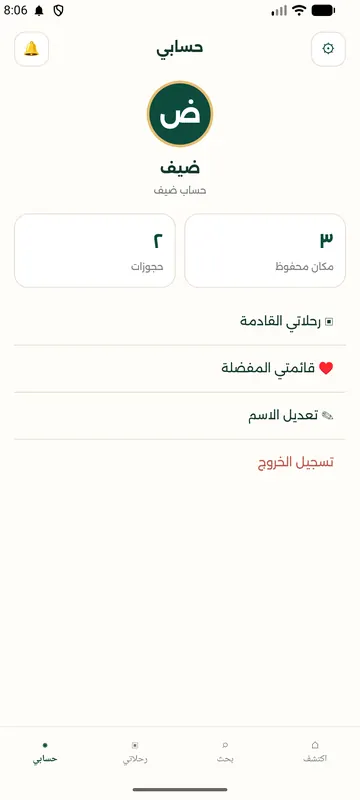 8:06
حسابي
ض
ضيف
حساب ضيف
٣
مكان محفوظ
٢
حجوزات
رحلاتي القادمة
قائمتي المفضلة
تعديل الاسم
تسجيل الخروج
اكتشف
بحث
رحلاتي
حسابي